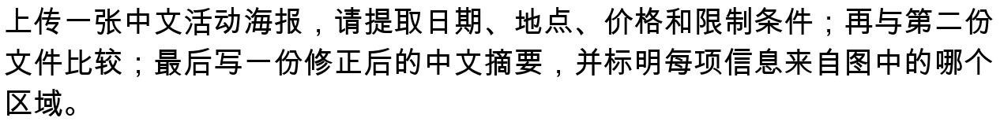 上传一张中文活动海报，请提取日期、地点、价格和限制条件；再与第二份
文件比较；最后写一份修正后的中文摘要，并标明每项信息来自图中的哪个
区域。